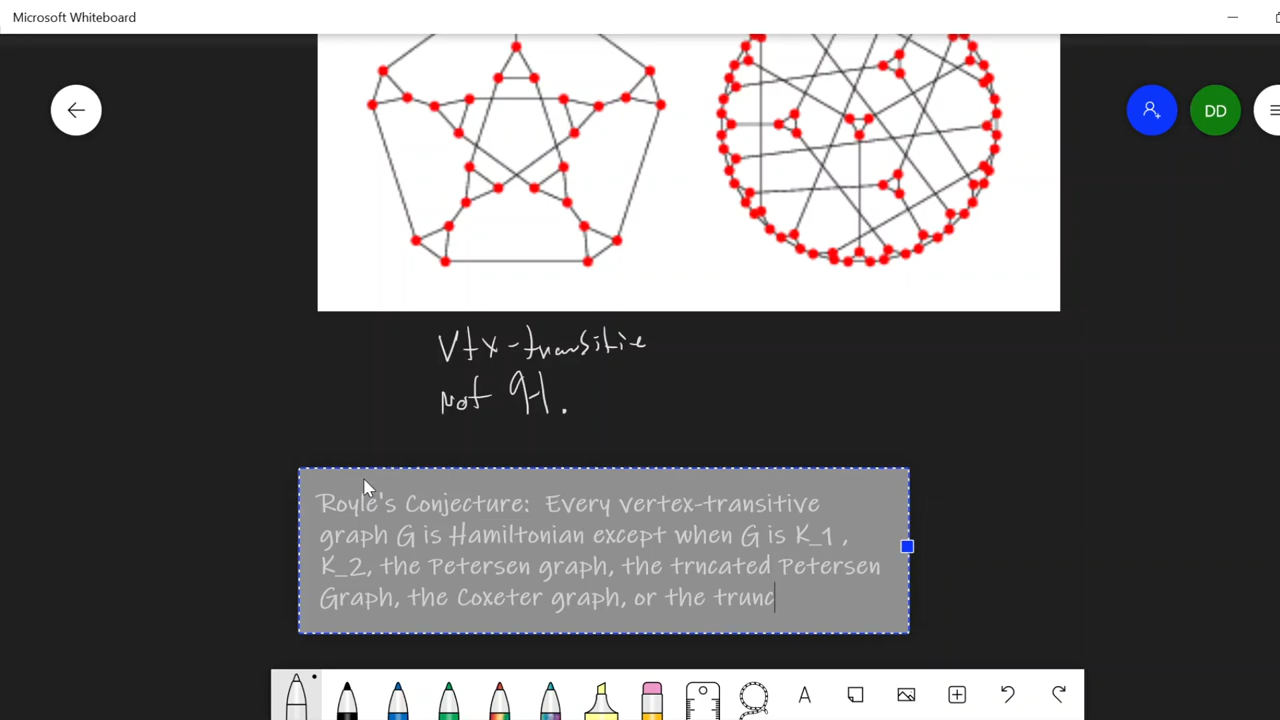 Microsoft Whiteboard
DD
Vtx-transitive
not H.
Royle's Conjecture: Every vertex-transitive
graph G is Hamiltonian except when G is K_1 ,
K_2, the Petersen graph, the trncated Petersen
Graph, the Coxeter graph, or the trunc
A